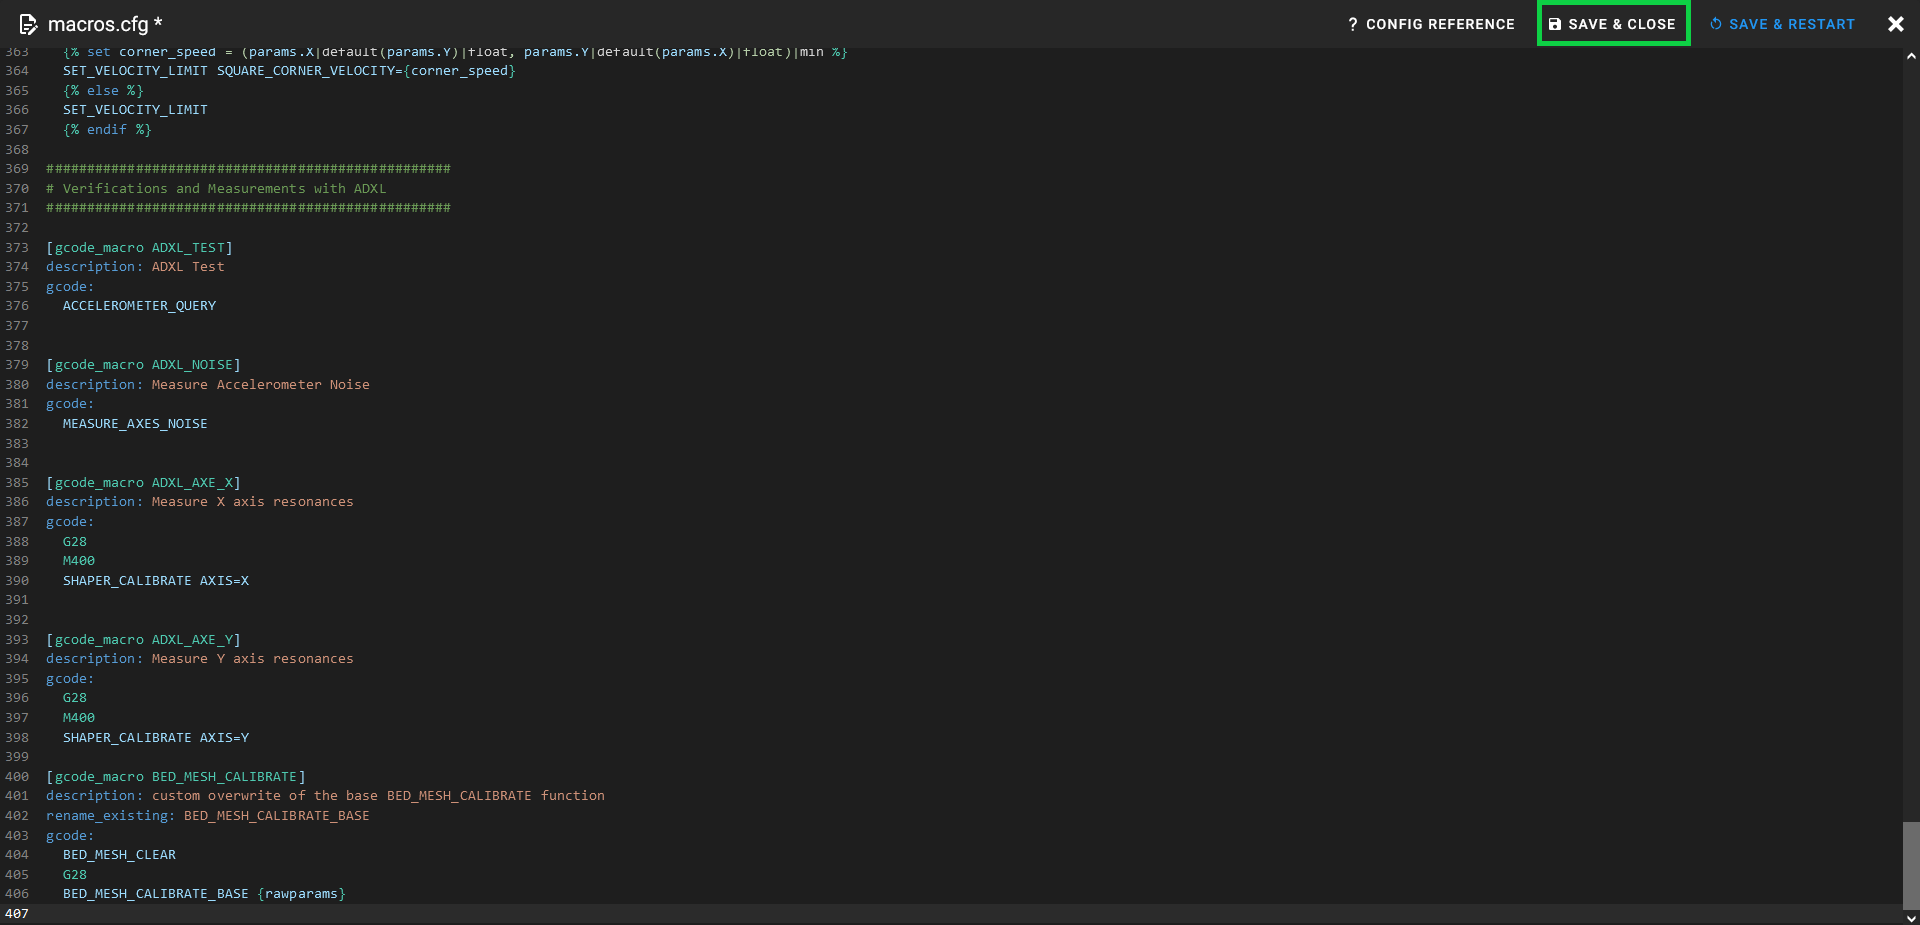 macros.cfg *
? CONFIG REFERENCE
SAVE & CLOSE
SAVE & RESTART
363 {% set corner_speed = (params.X|default(params.Y)|float, params.Y|default(params.X)|float)|min %}
364 SET_VELOCITY_LIMIT SQUARE_CORNER_VELOCITY={corner_speed}
365 {% else %}
366 SET_VELOCITY_LIMIT
367 {% endif %}
368
369 ##################################################
370 # Verifications and Measurements with ADXL
371 ##################################################
372
373 [gcode_macro ADXL_TEST]
374 description: ADXL Test
375 gcode:
376 ACCELEROMETER_QUERY
377
378
379 [gcode_macro ADXL_NOISE]
380 description: Measure Accelerometer Noise
381 gcode:
382 MEASURE_AXES_NOISE
383
384
385 [gcode_macro ADXL_AXE_X]
386 description: Measure X axis resonances
387 gcode:
388 G28
389 M400
390 SHAPER_CALIBRATE AXIS=X
391
392
393 [gcode_macro ADXL_AXE_Y]
394 description: Measure Y axis resonances
395 gcode:
396 G28
397 M400
398 SHAPER_CALIBRATE AXIS=Y
399
400 [gcode_macro BED_MESH_CALIBRATE]
401 description: custom overwrite of the base BED_MESH_CALIBRATE function
402 rename_existing: BED_MESH_CALIBRATE_BASE
403 gcode:
404 BED_MESH_CLEAR
405 G28
406 BED_MESH_CALIBRATE_BASE {rawparams}
407